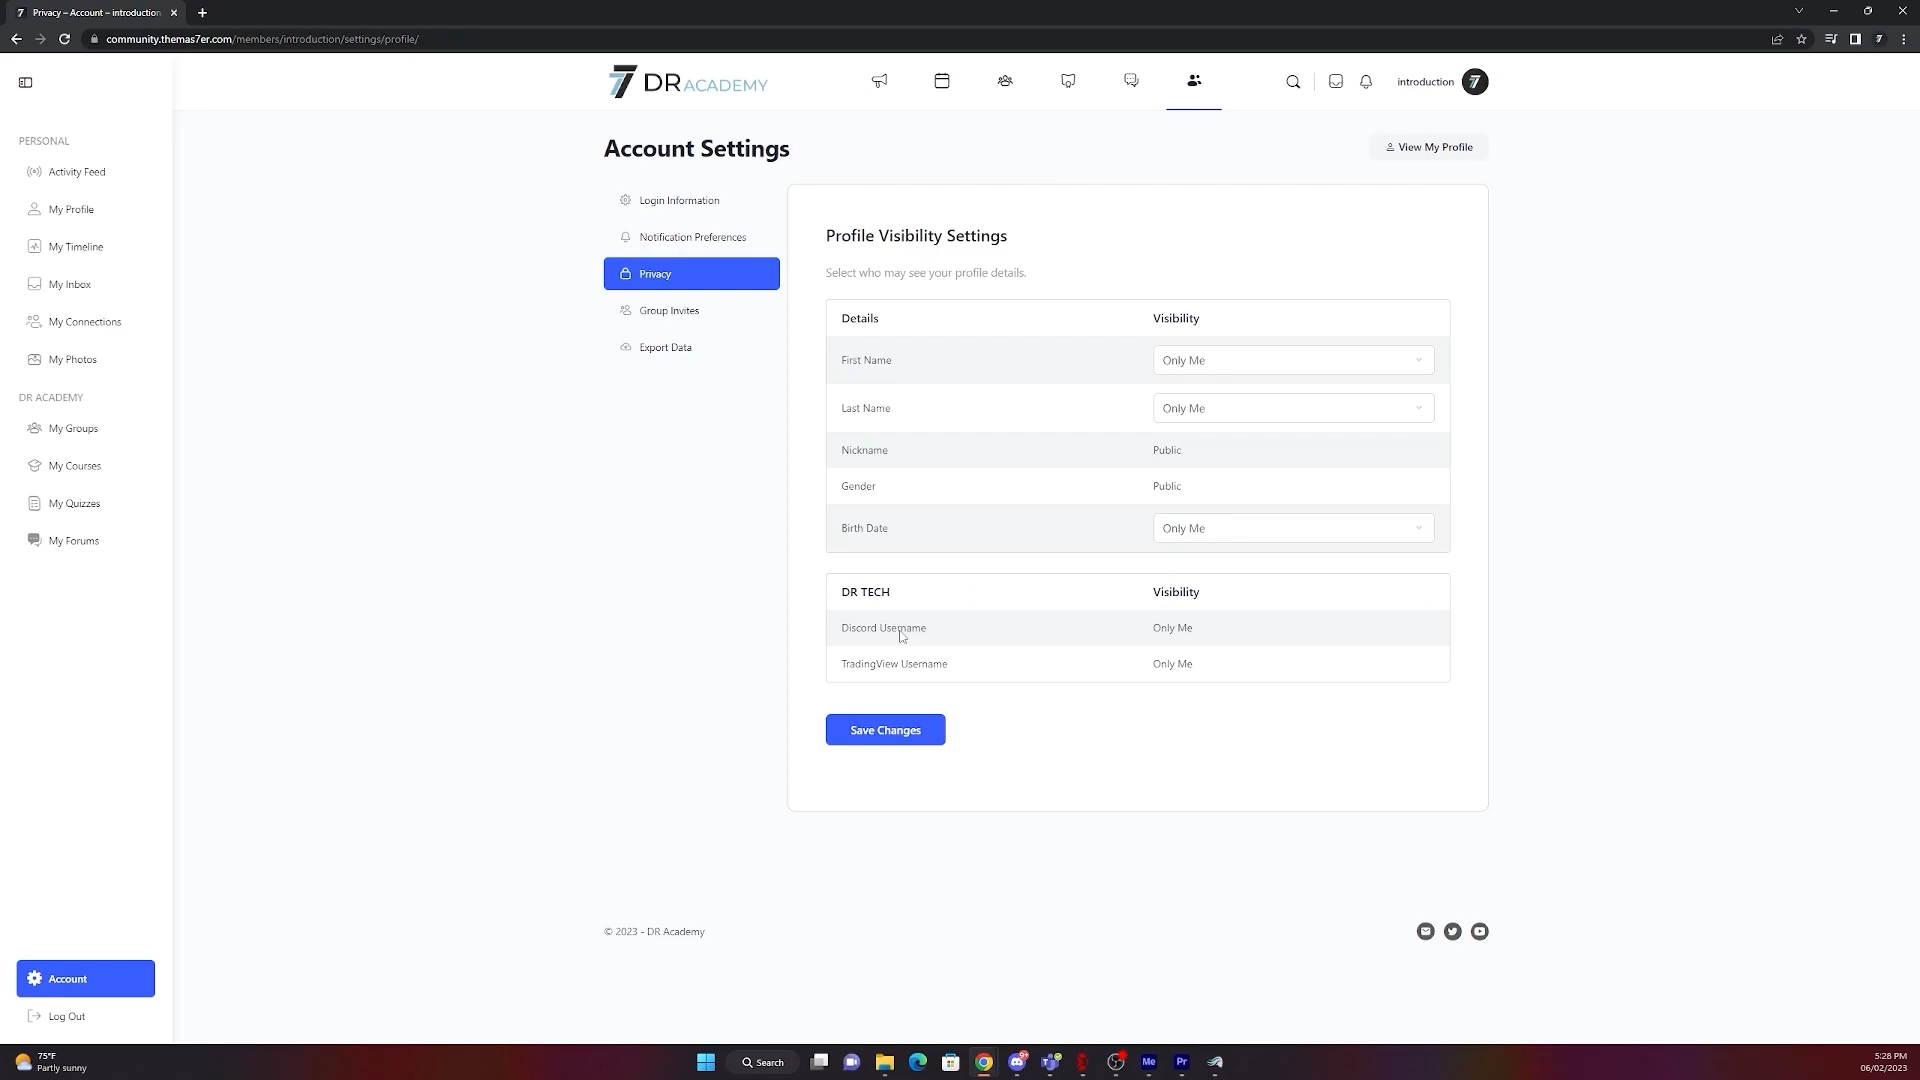 Privacy – Account – introduction
community.themas7er.com/members/introduction/settings/profile/
7 DR ACADEMY
introduction
PERSONAL
Activity Feed
My Profile
My Timeline
My Inbox
My Connections
My Photos
DR ACADEMY
My Groups
My Courses
My Quizzes
My Forums
Account
Log Out
Account Settings
View My Profile
Login Information
Notification Preferences
Privacy
Group Invites
Export Data
Profile Visibility Settings
Select who may see your profile details.
Details Visibility
First Name Only Me
Last Name Only Me
Nickname Public
Gender Public
Birth Date Only Me
DR TECH Visibility
Discord Username Only Me
TradingView Username Only Me
Save Changes
© 2023 - DR Academy
75°F
Partly sunny
Search
Me
Pr
5:28 PM
06/02/2023